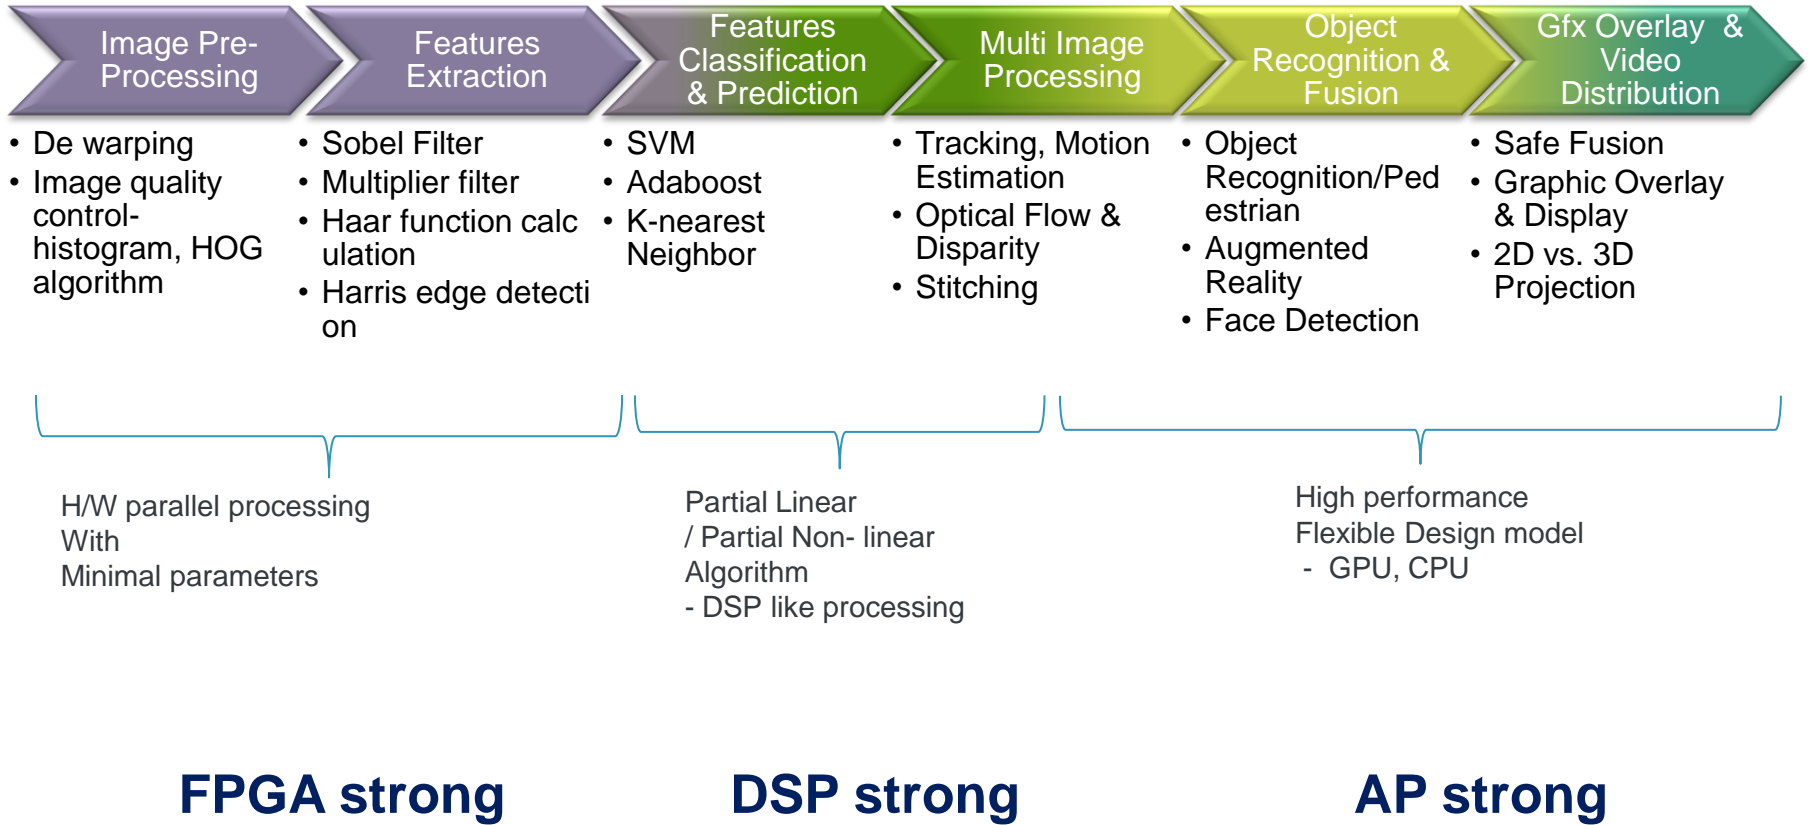 Image Pre-
Processing
Features
Extraction
Features
Classification
& Prediction
Multi Image
Processing
Object
Recognition &
Fusion
Gfx Overlay &
Video
Distribution
• De warping
• Image quality
control-
histogram, HOG
algorithm
• Sobel Filter
• Multiplier filter
• Haar function calc
ulation
• Harris edge detecti
on
• SVM
• Adaboost
• K-nearest
Neighbor
• Tracking, Motion
Estimation
• Optical Flow &
Disparity
• Stitching
• Object
Recognition/Ped
estrian
• Augmented
Reality
• Face Detection
• Safe Fusion
• Graphic Overlay
& Display
• 2D vs. 3D
Projection
H/W parallel processing
With
Minimal parameters
Partial Linear
/ Partial Non- linear
Algorithm
- DSP like processing
High performance
Flexible Design model
- GPU, CPU
FPGA strong
DSP strong
AP strong